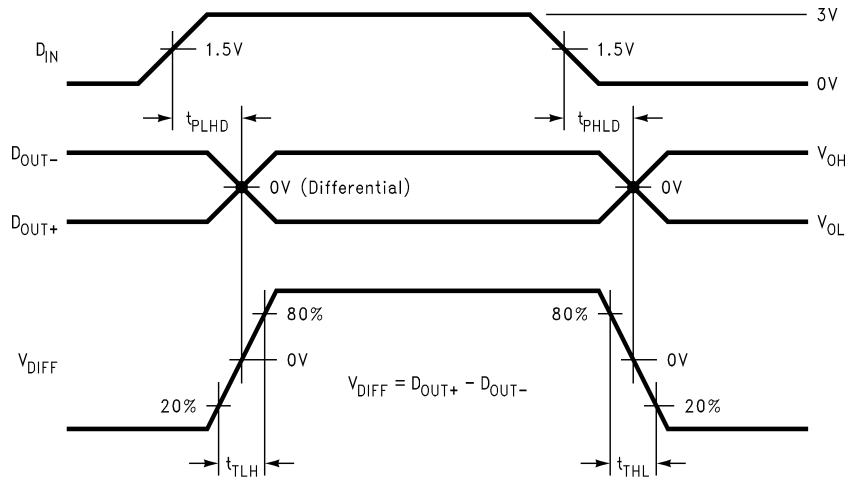 3V
D_IN
1.5V
1.5V
0V
t_PLHD
t_PHLD
D_OUT-
V_OH
0V (Differential)
0V
D_OUT+
V_OL
80%
80%
V_DIFF
0V
0V
V_DIFF = D_OUT+ - D_OUT-
20%
20%
t_TLH
t_THL